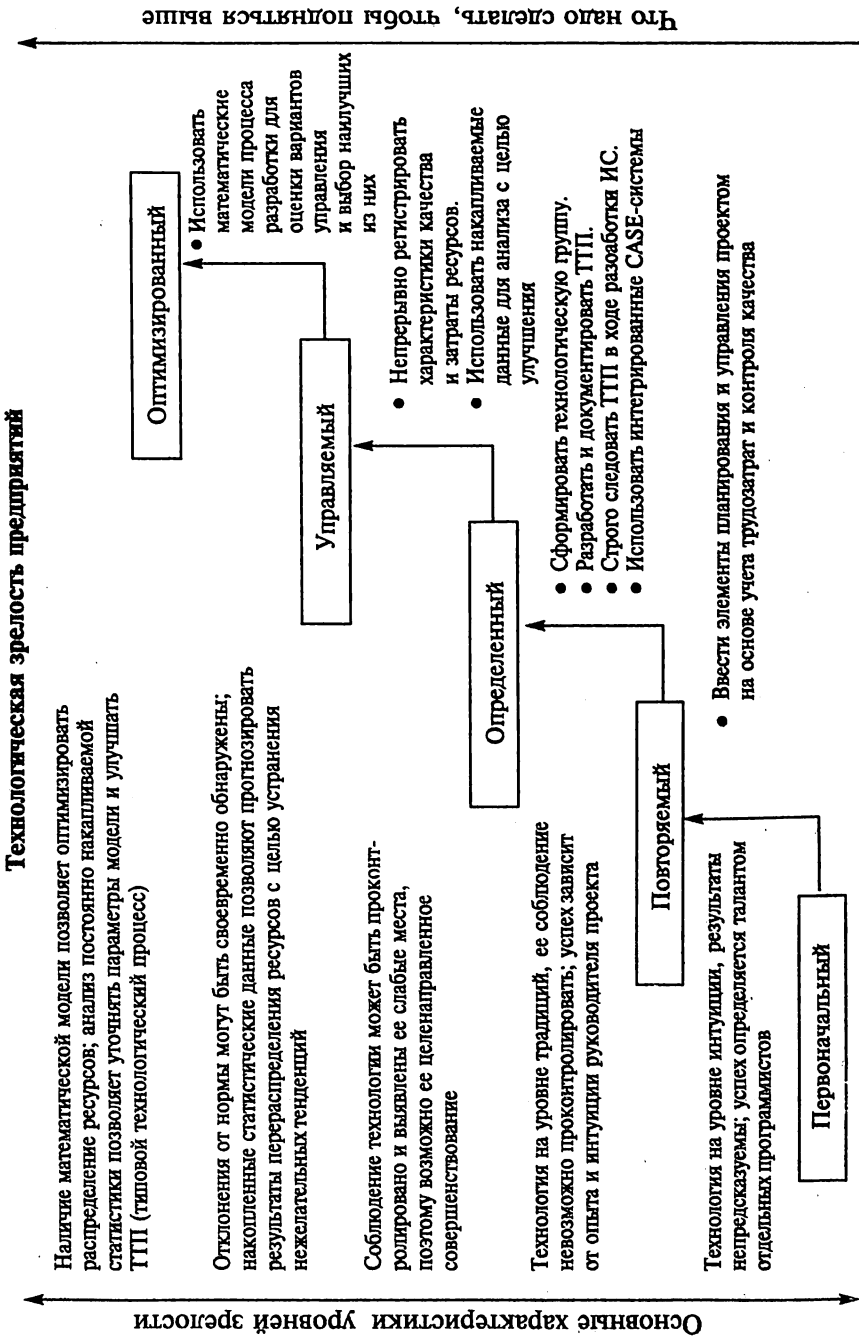 Технологическая зрелость предприятий
Основные характеристики уровней зрелости
Что надо сделать, чтобы подняться выше
Наличие математической модели позволяет оптимизировать
распределение ресурсов; анализ постоянно накапливаемой
статистики позволяет уточнять параметры модели и улучшать
ТТП (типовой технологический процесс)
Оптимизированный
● Использовать
математические
модели процесса
разработки для
оценки вариантов
управления
и выбор наилучших
из них
Отклонения от нормы могут быть своевременно обнаружены;
накопленные статистические данные позволяют прогнозировать
результаты перераспределения ресурсов с целью устранения
нежелательных тенденций
Управляемый
● Непрерывно регистрировать
характеристики качества
и затраты ресурсов.
● Использовать накапливаемые
данные для анализа с целью
улучшения
Соблюдение технологии может быть проконт-
ролировано и выявлены ее слабые места,
поэтому возможно ее целенаправленное
совершенствование
Определенный
● Сформировать технологическую группу.
● Разработать и документировать ТТП.
● Строго следовать ТТП в ходе разоаботки ИС.
● Использовать интегрированные CASE-системы
Технология на уровне традиций, ее соблюдение
невозможно проконтролировать; успех зависит
от опыта и интуиции руководителя проекта
Повторяемый
● Ввести элементы планирования и управления проектом
на основе учета трудозатрат и контроля качества
Технология на уровне интуиции, результаты
непредсказуемы; успех определяется талантом
отдельных программистов
Первоначальный